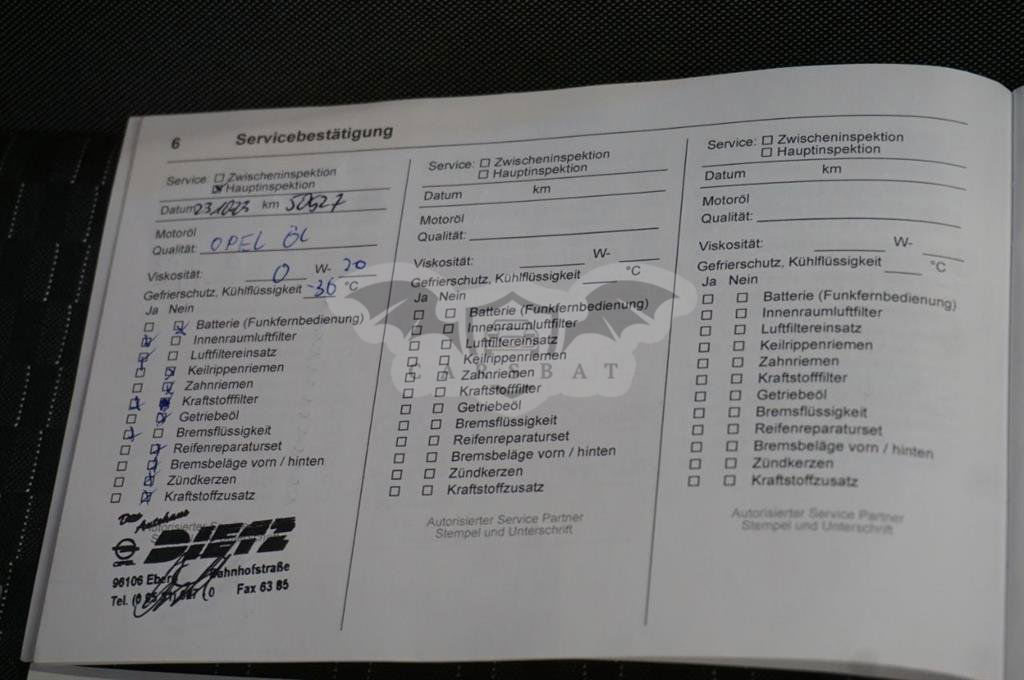 6 Servicebestätigung
Service: Zwischeninspektion
Hauptinspektion
Datum 23.10.23 km 50527
Motoröl
Qualität: OPEL ÖL
Viskosität: 0 W- 20
Gefrierschutz, Kühlflüssigkeit -36 °C
Ja Nein
Batterie (Funkfernbedienung)
Innenraumluftfilter
Luftfiltereinsatz
Keilrippenriemen
Zahnriemen
Kraftstofffilter
Getriebeöl
Bremsflüssigkeit
Reifenreparaturset
Bremsbeläge vorn / hinten
Zündkerzen
Kraftstoffzusatz
Das Autohaus
Autorisierter
DIETZ
OPEL
96106 Ebern Bahnhofstraße
Tel. Fax 63 85
Service: Zwischeninspektion
Hauptinspektion
Datum km
Motoröl
Qualität:
Viskosität: W-
Gefrierschutz, Kühlflüssigkeit °C
Ja Nein
Batterie (Funkfernbedienung)
Innenraumluftfilter
Luftfiltereinsatz
Keilrippenriemen
Zahnriemen
Kraftstofffilter
Getriebeöl
Bremsflüssigkeit
Reifenreparaturset
Bremsbeläge vorn / hinten
Zündkerzen
Kraftstoffzusatz
Autorisierter Service Partner
Stempel und Unterschrift
Service: Zwischeninspektion
Hauptinspektion
Datum km
Motoröl
Qualität:
Viskosität: W-
Gefrierschutz, Kühlflüssigkeit °C
Ja Nein
Batterie (Funkfernbedienung)
Innenraumluftfilter
Luftfiltereinsatz
Keilrippenriemen
Zahnriemen
Kraftstofffilter
Getriebeöl
Bremsflüssigkeit
Reifenreparaturset
Bremsbeläge vorn / hinten
Zündkerzen
Kraftstoffzusatz
Autorisierter Service Partner
Stempel und Unterschrift
CARSBAT